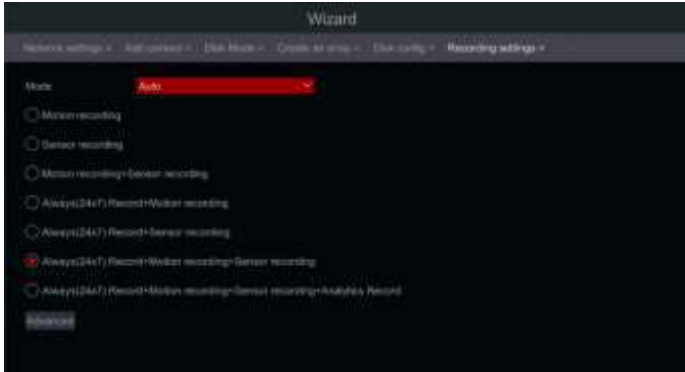 Wizard
Network settings × Add camera × Disk Mode × Create an array × Disk config × Recording settings ×
Mode Auto
Motion recording
Sensor recording
Motion recording+Sensor recording
Always(24x7) Record+Motion recording
Always(24x7) Record+Sensor recording
Always(24x7) Record+Motion recording+Sensor recording
Always(24x7) Record+Motion recording+Sensor recording+Analytics Record
Advanced